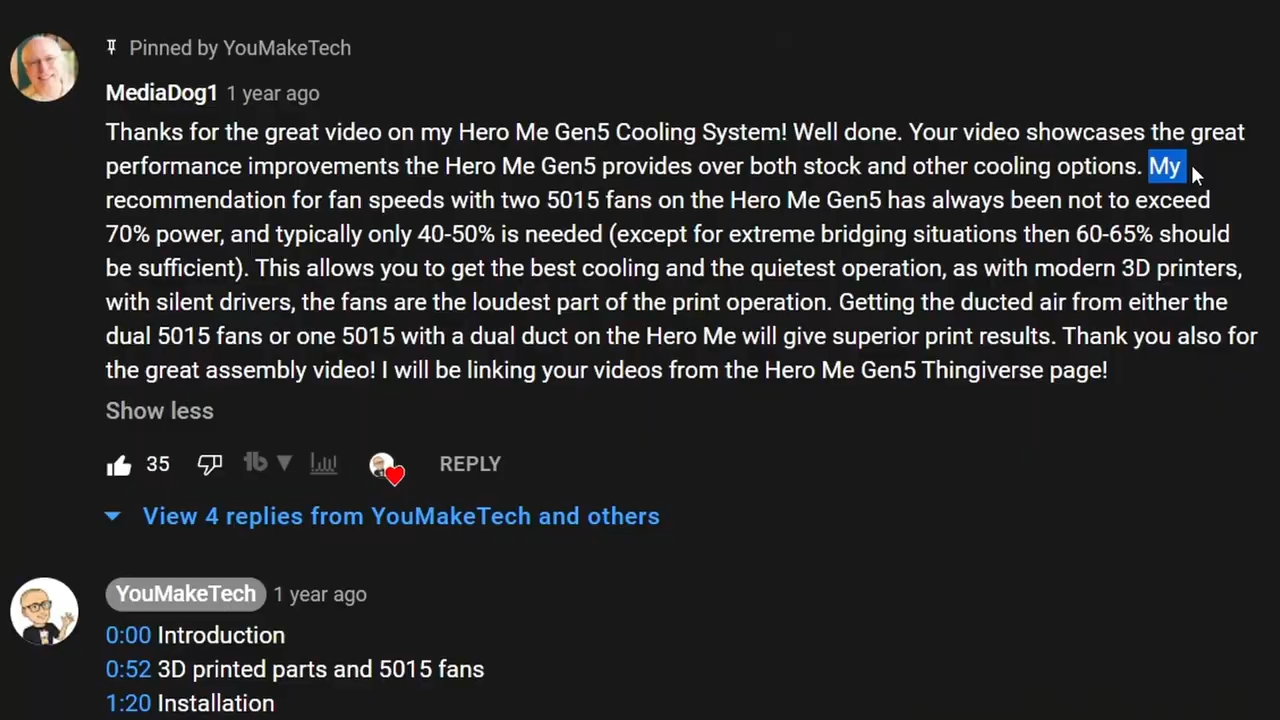 Pinned by YouMakeTech
MediaDog1 1 year ago
Thanks for the great video on my Hero Me Gen5 Cooling System! Well done. Your video showcases the great
performance improvements the Hero Me Gen5 provides over both stock and other cooling options. My
recommendation for fan speeds with two 5015 fans on the Hero Me Gen5 has always been not to exceed
70% power, and typically only 40-50% is needed (except for extreme bridging situations then 60-65% should
be sufficient). This allows you to get the best cooling and the quietest operation, as with modern 3D printers,
with silent drivers, the fans are the loudest part of the print operation. Getting the ducted air from either the
dual 5015 fans or one 5015 with a dual duct on the Hero Me will give superior print results. Thank you also for
the great assembly video! I will be linking your videos from the Hero Me Gen5 Thingiverse page!
Show less
35 REPLY
View 4 replies from YouMakeTech and others
YouMakeTech 1 year ago
0:00 Introduction
0:52 3D printed parts and 5015 fans
1:20 Installation